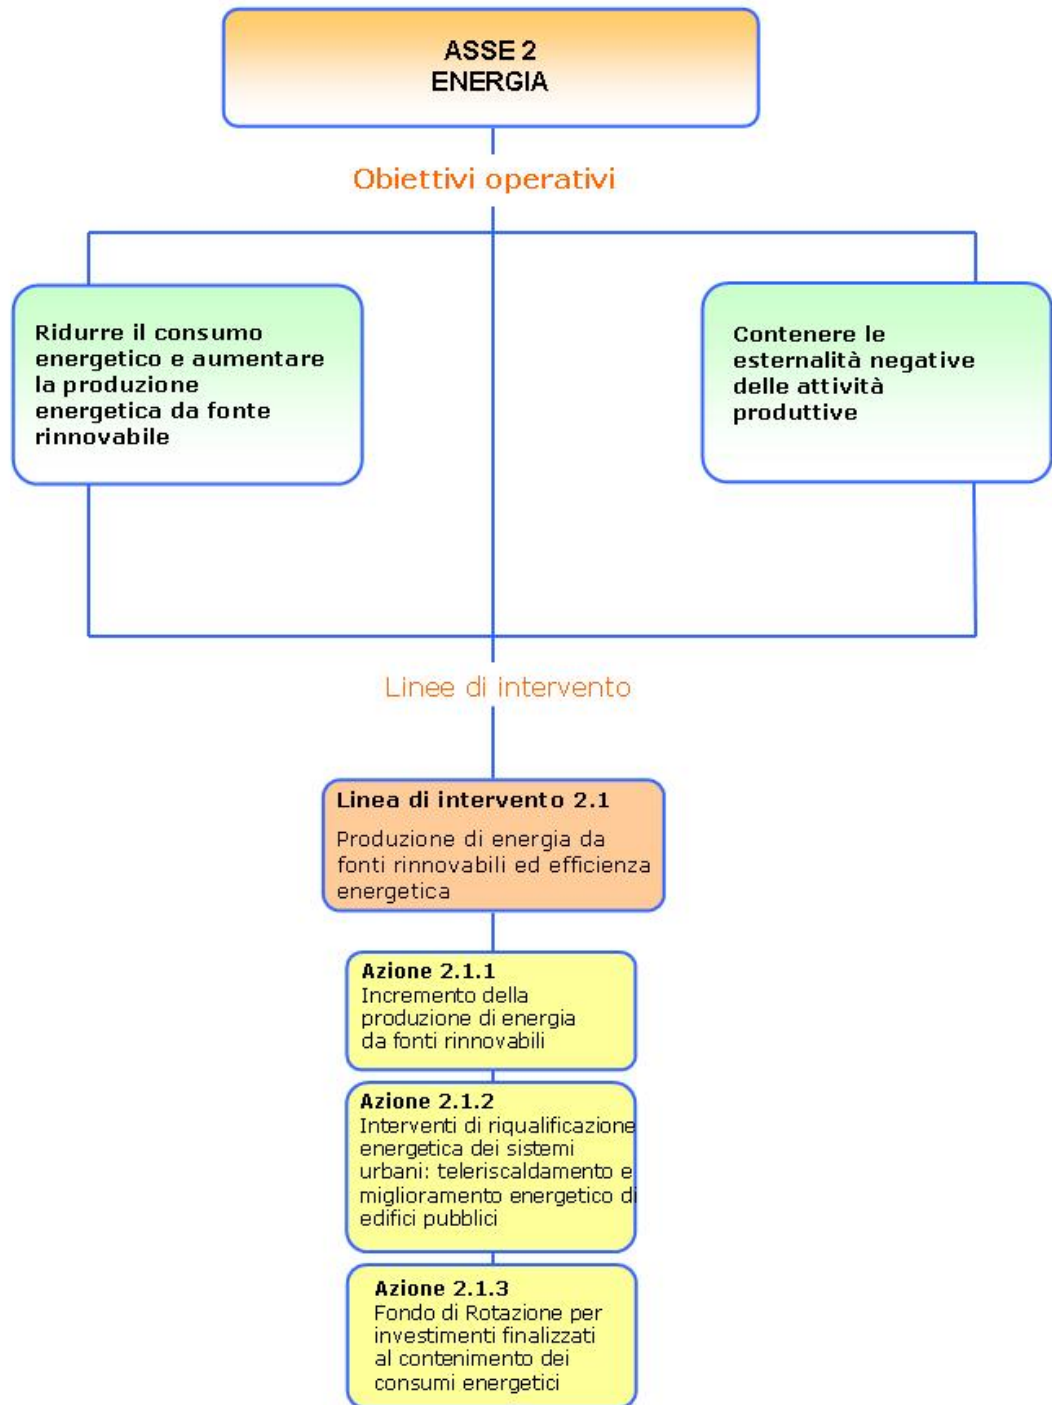 ASSE 2
ENERGIA
Obiettivi operativi
Ridurre il consumo
energetico e aumentare
la produzione
energetica da fonte
rinnovabile
Contenere le
esternalità negative
delle attività
produttive
Linee di intervento
Linea di intervento 2.1
Produzione di energia da
fonti rinnovabili ed efficienza
energetica
Azione 2.1.1
Incremento della
produzione di energia
da fonti rinnovabili
Azione 2.1.2
Interventi di riqualificazione
energetica dei sistemi
urbani: teleriscaldamento e
miglioramento energetico di
edifici pubblici
Azione 2.1.3
Fondo di Rotazione per
investimenti finalizzati
al contenimento dei
consumi energetici